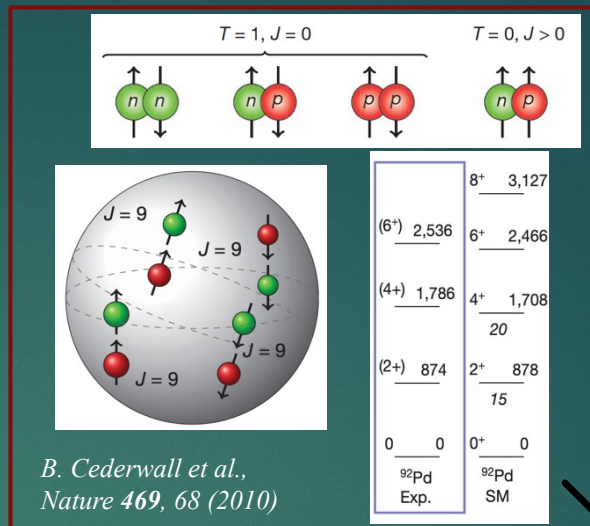 T = 1, J = 0
T = 0, J > 0
n n
n p
p p
n p
J = 9
J = 9
J = 9
J = 9
8⁺ 3,127
(6⁺) 2,536
6⁺ 2,466
(4+) 1,786
4⁺ 1,708
20
(2+) 874
2⁺ 878
15
0 0
0⁺ 0
⁹²Pd
Exp.
⁹²Pd
SM
B. Cederwall et al.,
Nature 469, 68 (2010)